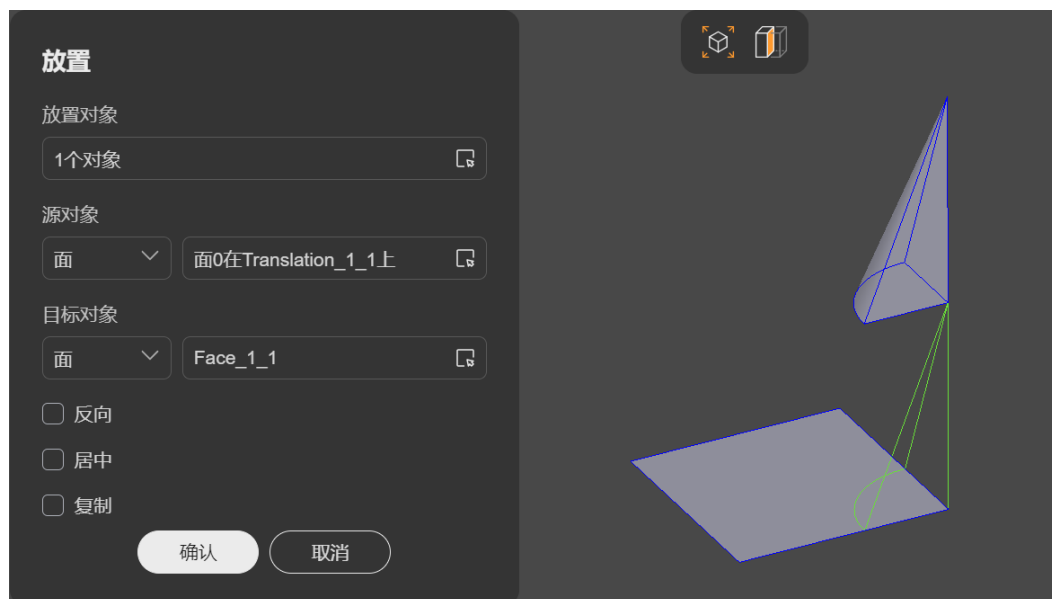 放置
放置对象
1个对象
源对象
面 面0在Translation_1_1上
目标对象
面 Face_1_1
反向
居中
复制
确认 取消